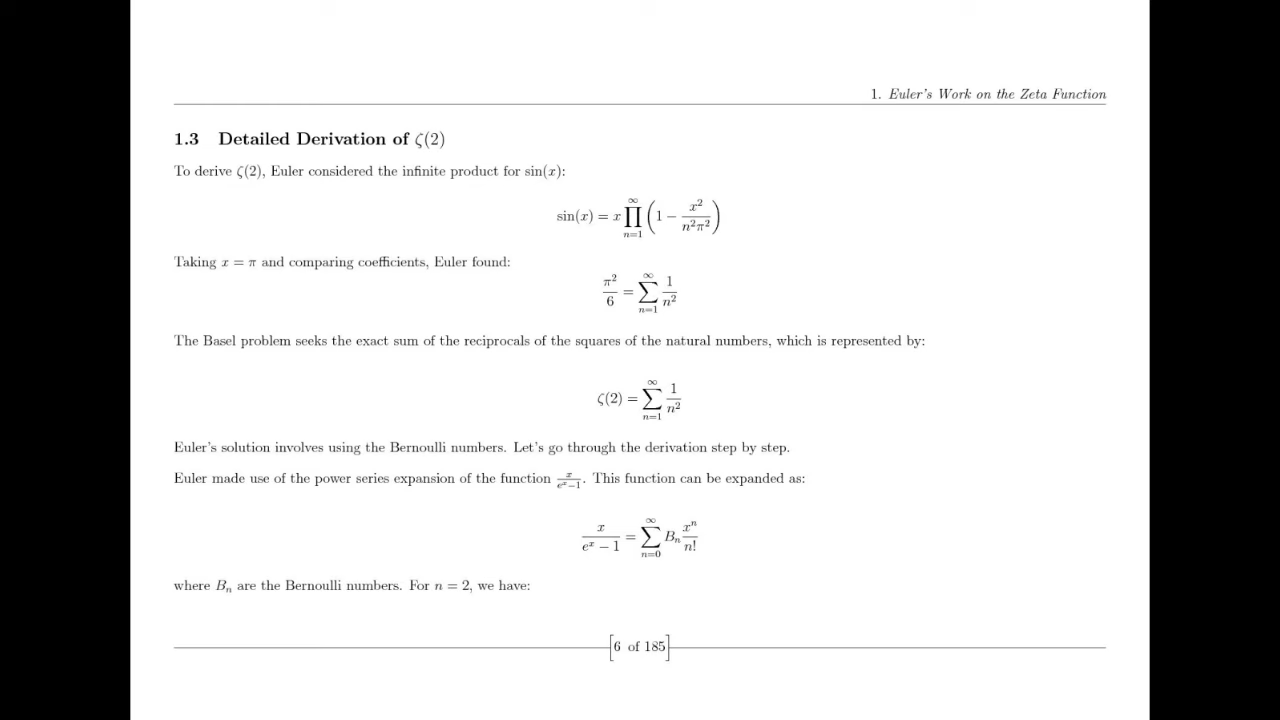 1. Euler's Work on the Zeta Function
1.3 Detailed Derivation of ζ(2)
To derive ζ(2), Euler considered the infinite product for sin(x):
sin(x) = x ∏_{n=1}^{∞} (1 − x²/(n²π²))
Taking x = π and comparing coefficients, Euler found:
π²/6 = ∑_{n=1}^{∞} 1/n²
The Basel problem seeks the exact sum of the reciprocals of the squares of the natural numbers, which is represented by:
ζ(2) = ∑_{n=1}^{∞} 1/n²
Euler's solution involves using the Bernoulli numbers. Let's go through the derivation step by step.
Euler made use of the power series expansion of the function x/(eˣ−1). This function can be expanded as:
x/(eˣ − 1) = ∑_{n=0}^{∞} Bₙ xⁿ/n!
where Bₙ are the Bernoulli numbers. For n = 2, we have:
[6 of 185]